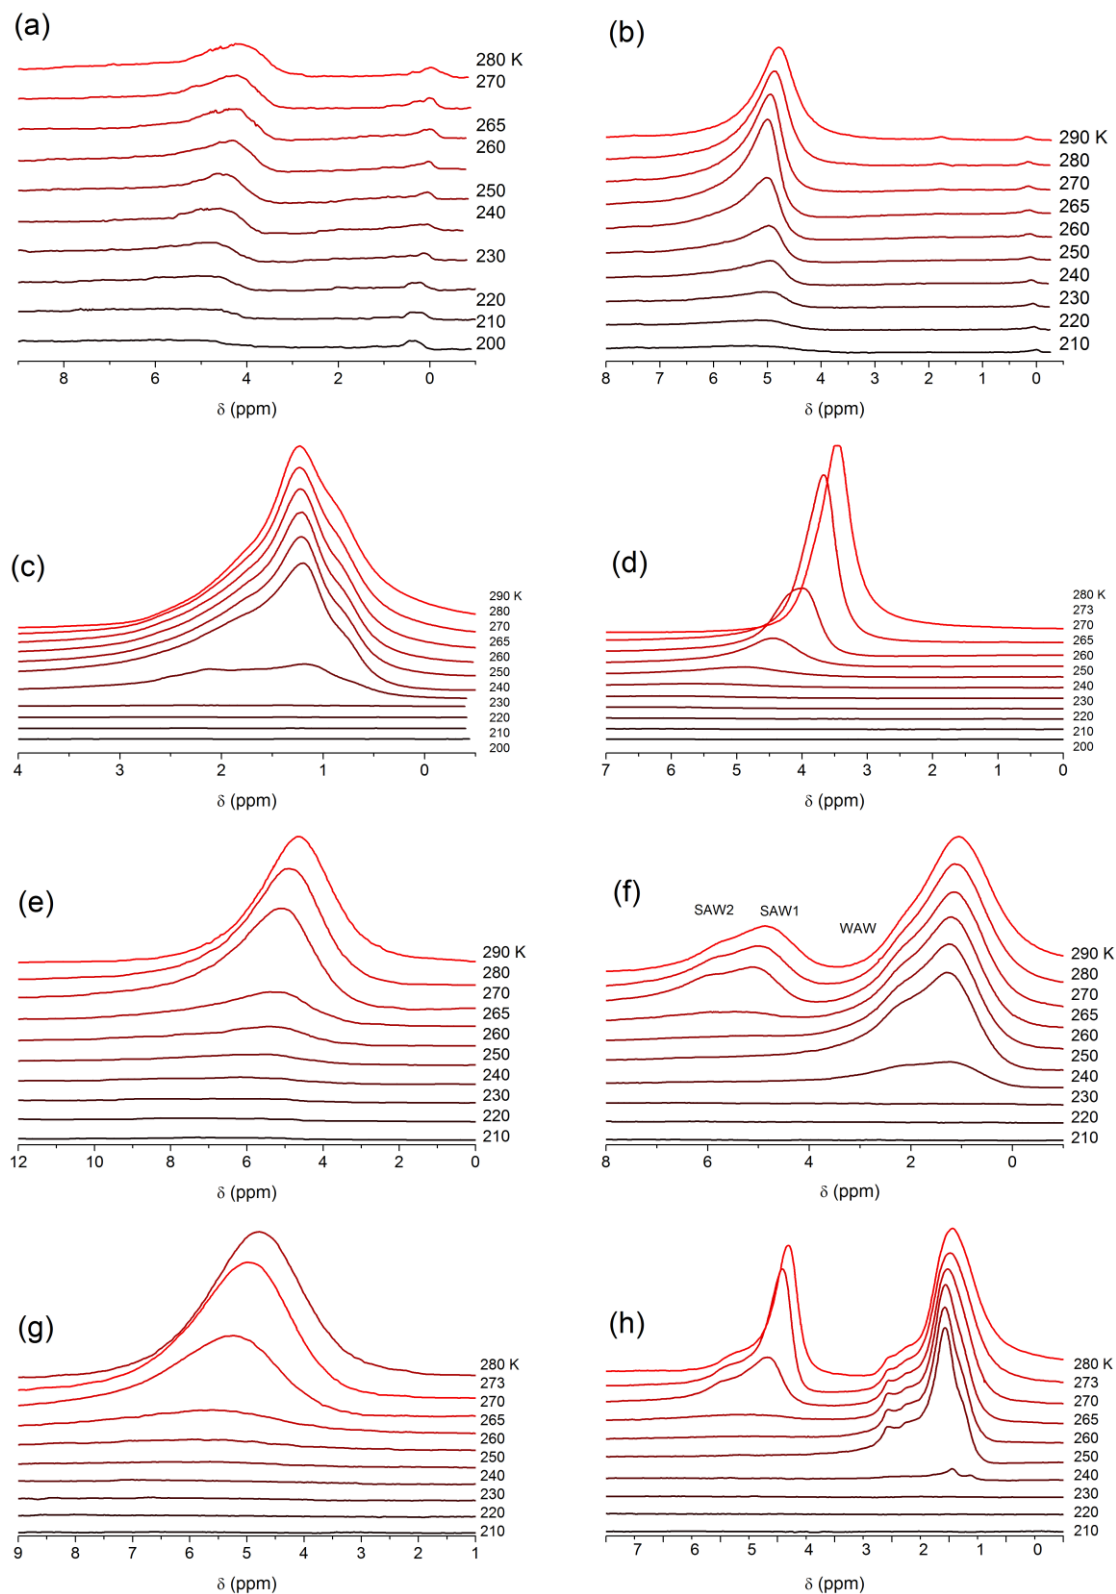 (a)
280 K
270
265
260
250
240
230
220
210
200
8 6 4 2 0
δ (ppm)
(b)
290 K
280
270
265
260
250
240
230
220
210
8 7 6 5 4 3 2 1 0
δ (ppm)
(c)
290 K
280
270
265
260
250
240
230
220
210
200
4 3 2 1 0
δ (ppm)
(d)
280 K
273
270
265
260
250
240
230
220
210
200
7 6 5 4 3 2 1 0
δ (ppm)
(e)
290 K
280
270
265
260
250
240
230
220
210
12 10 8 6 4 2 0
δ (ppm)
(f)
SAW2 SAW1 WAW
290 K
280
270
265
260
250
240
230
220
210
8 6 4 2 0
δ (ppm)
(g)
280 K
273
270
265
260
250
240
230
220
210
9 8 7 6 5 4 3 2 1
δ (ppm)
(h)
280 K
273
270
265
260
250
240
230
220
210
7 6 5 4 3 2 1 0
δ (ppm)